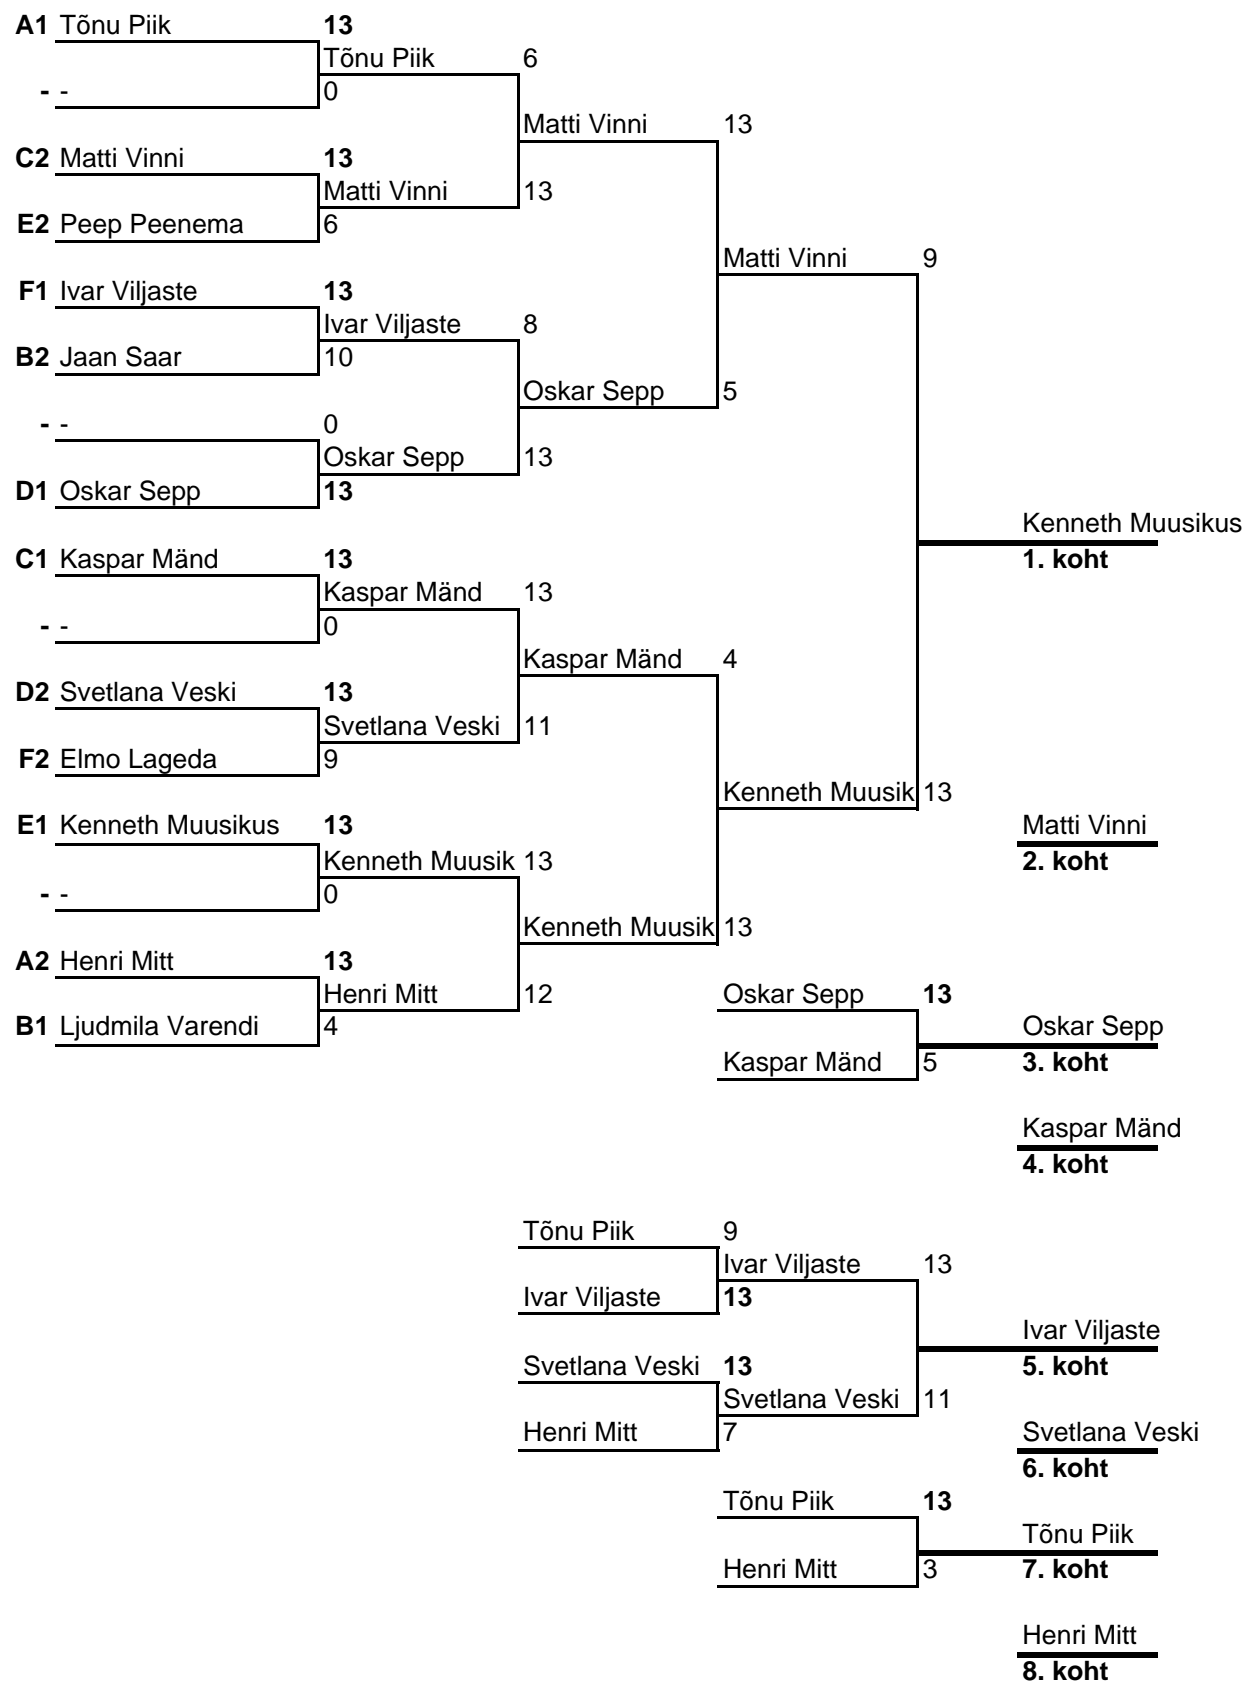 A1 Tõnu Piik 13
Tõnu Piik 6
- - 0
Matti Vinni 13
C2 Matti Vinni 13
Matti Vinni 13
E2 Peep Peenema 6
Matti Vinni 9
F1 Ivar Viljaste 13
Ivar Viljaste 8
B2 Jaan Saar 10
Oskar Sepp 5
- - 0
Oskar Sepp 13
D1 Oskar Sepp 13
Kenneth Muusikus
C1 Kaspar Mänd 13 1. koht
Kaspar Mänd 13
- - 0
Kaspar Mänd 4
D2 Svetlana Veski 13
Svetlana Veski 11
F2 Elmo Lageda 9
Kenneth Muusik 13
E1 Kenneth Muusikus 13 Matti Vinni
Kenneth Muusik 13 2. koht
- - 0
Kenneth Muusik 13
A2 Henri Mitt 13
Henri Mitt 12 Oskar Sepp 13
B1 Ljudmila Varendi 4 Oskar Sepp
Kaspar Mänd 5 3. koht
Kaspar Mänd
4. koht
Tõnu Piik 9
Ivar Viljaste 13
Ivar Viljaste 13
Ivar Viljaste
Svetlana Veski 13 5. koht
Svetlana Veski 11
Henri Mitt 7 Svetlana Veski
6. koht
Tõnu Piik 13
Tõnu Piik
Henri Mitt 3 7. koht
Henri Mitt
8. koht